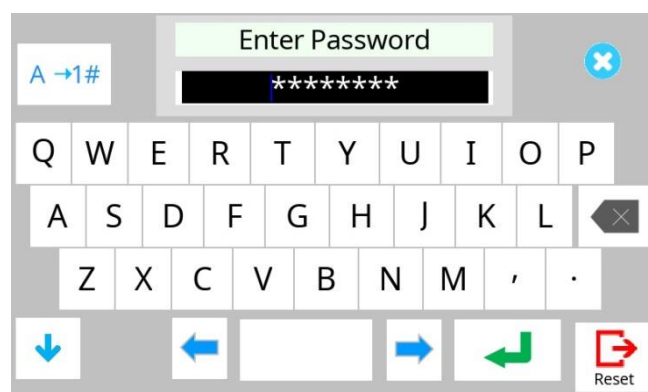 Enter Password
A →1#
********
Q W E R T Y U I O P
A S D F G H J K L
Z X C V B N M , .
Reset